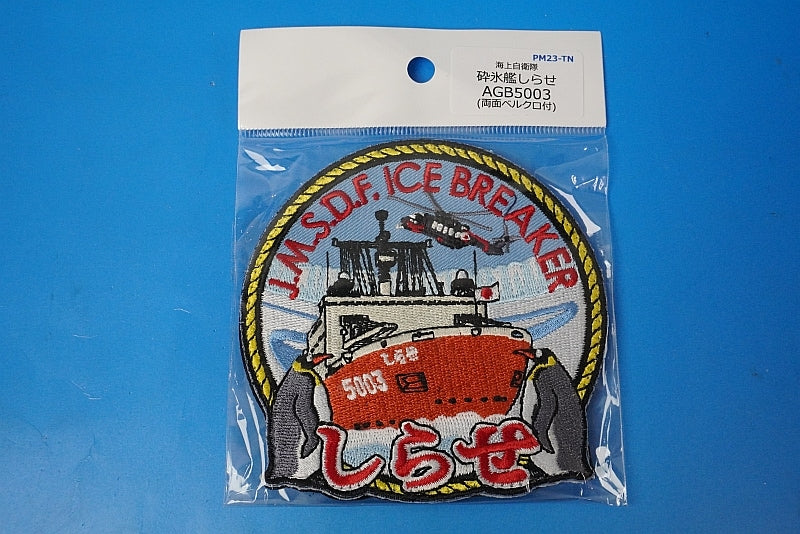 PM23-TN
海上自衛隊
砕氷艦しらせ
AGB5003
(両面ベルクロ付)
J.M.S.D.F. ICE BREAKER
しらせ
5003
しらせ